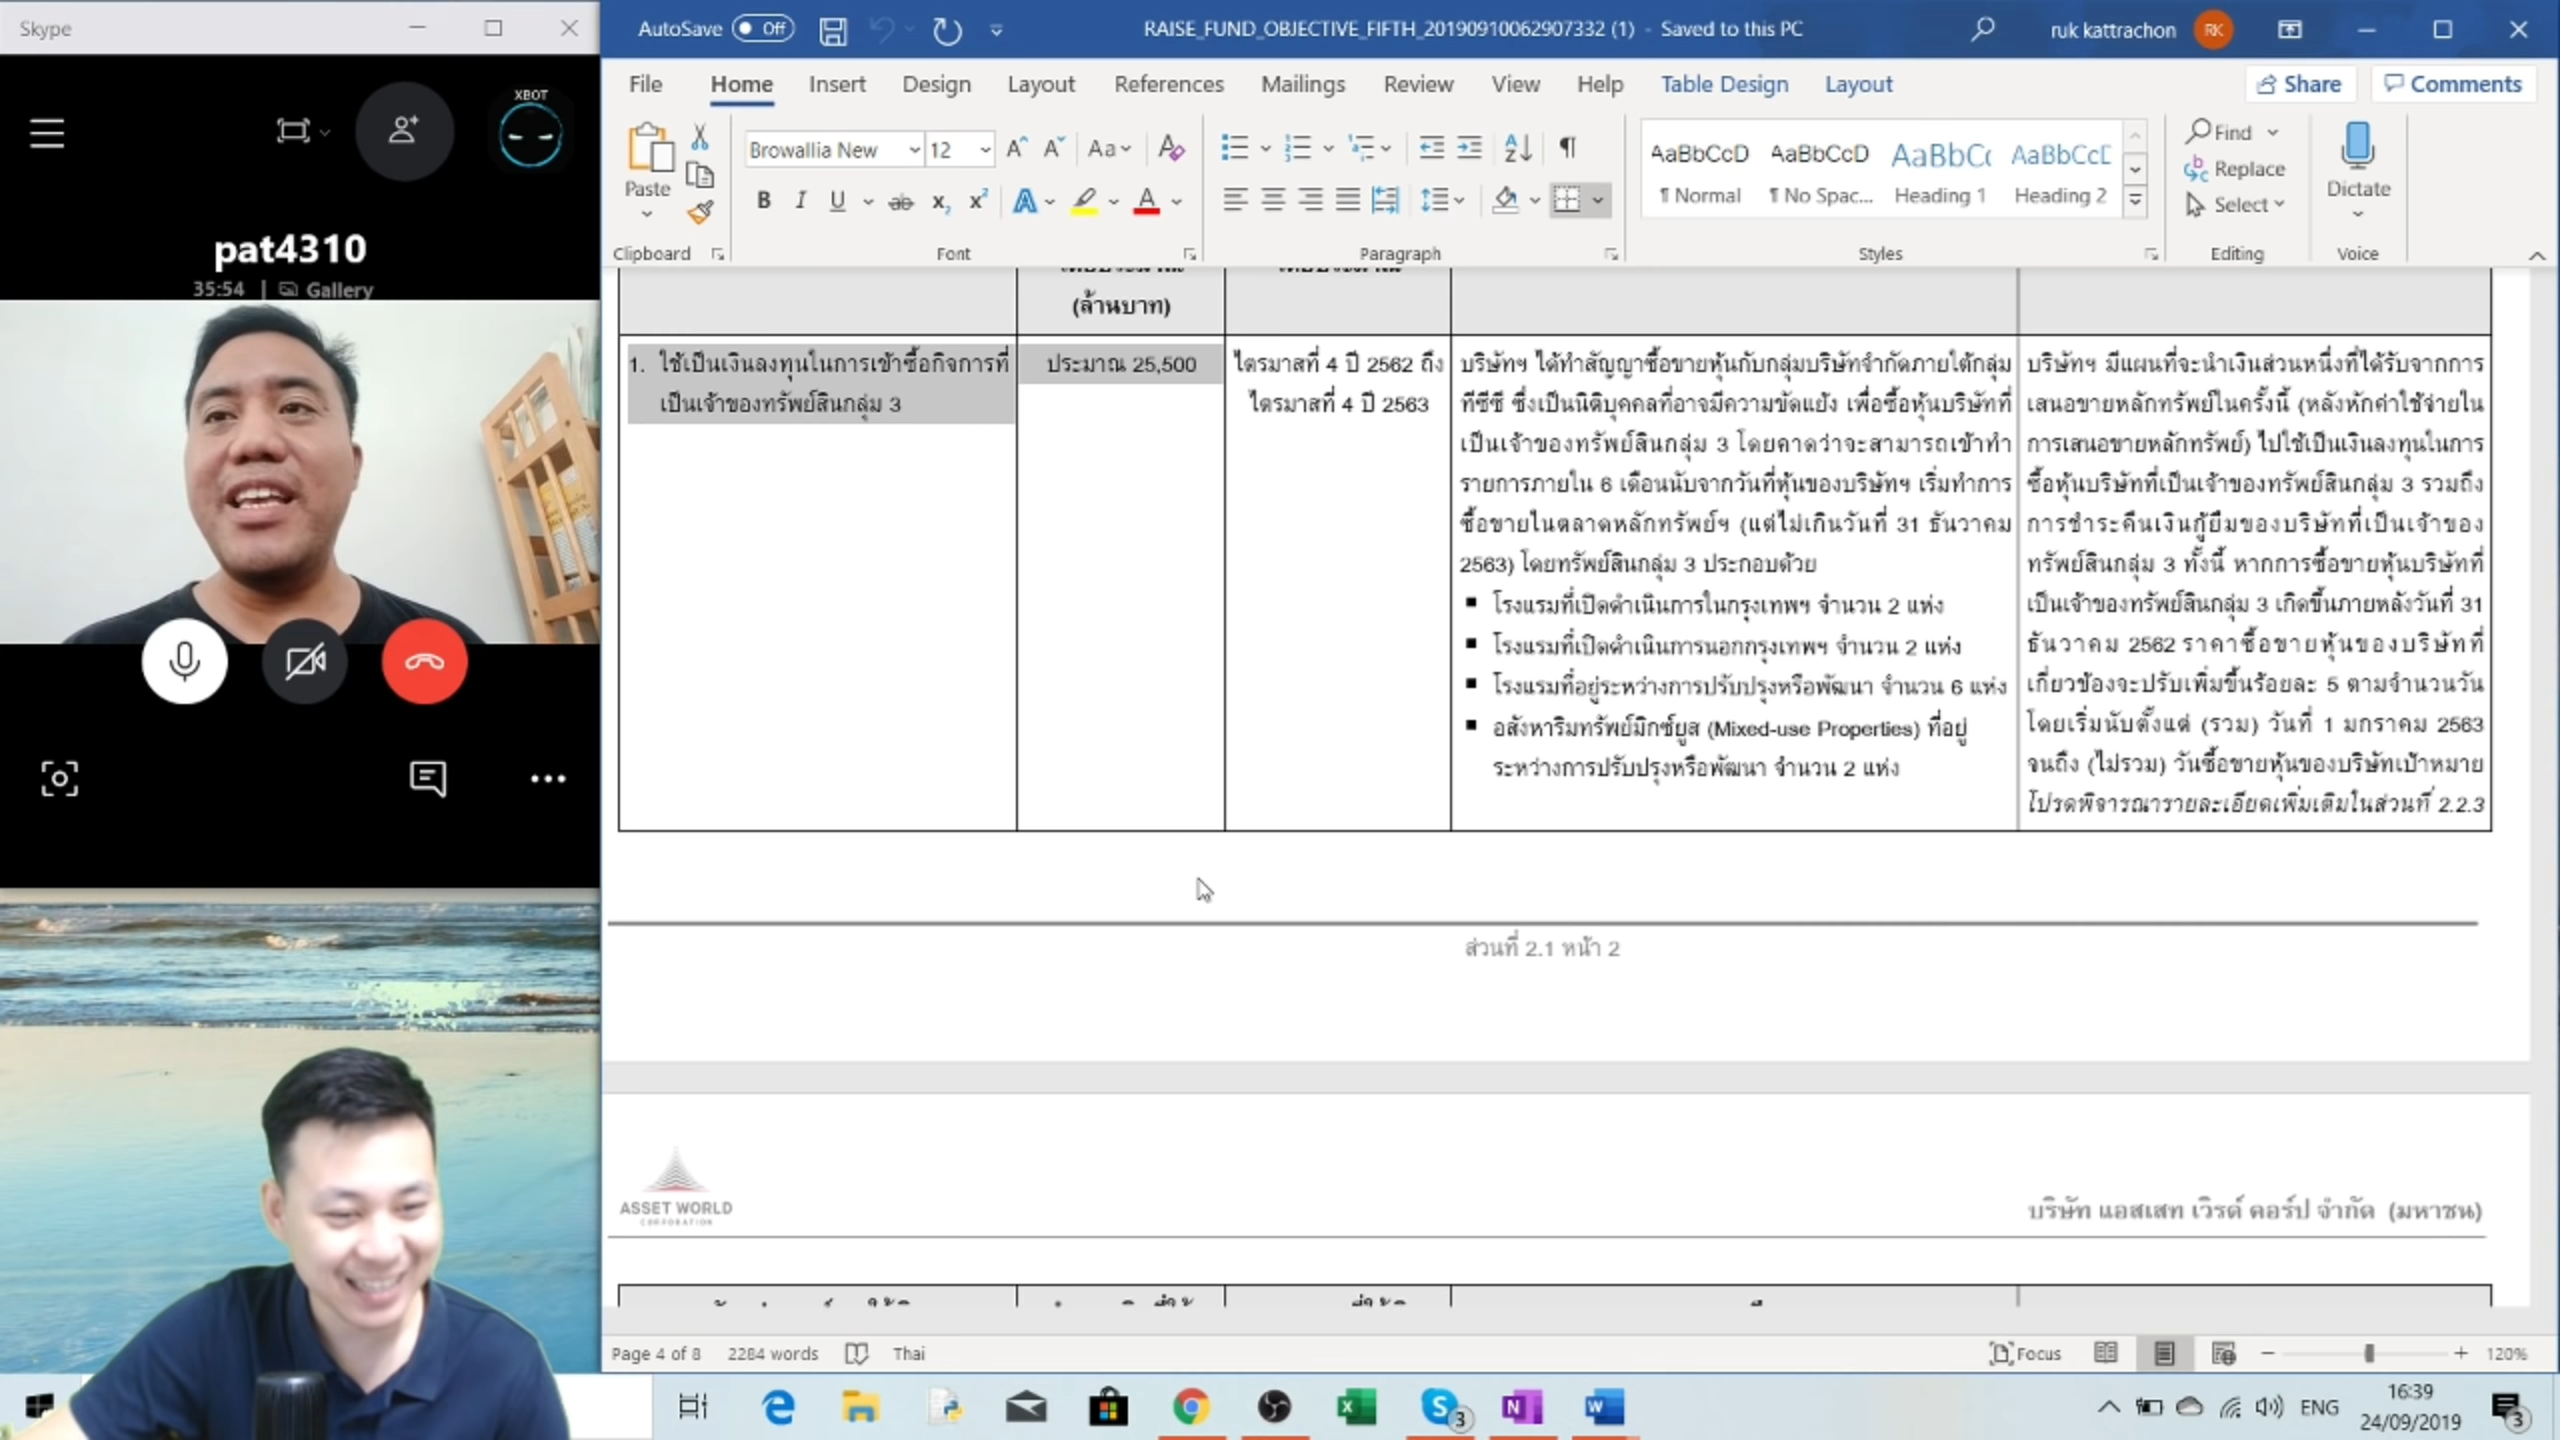 Skype
XBOT
pat4310
35:54 | Gallery
AutoSave Off
RAISE_FUND_OBJECTIVE_FIFTH_20190910062907332 (1) - Saved to this PC
ruk kattrachon RK
File Home Insert Design Layout References Mailings Review View Help Table Design Layout Share Comments
Paste
Browallia New 12
Aa
B I U ab x₂ x² A A
AaBbCcD AaBbCcD AaBbCc AaBbCcD
¶ Normal ¶ No Spac... Heading 1 Heading 2
Find
Replace
Select
Dictate
Clipboard Font Paragraph Styles Editing Voice
(ล้านบาท)
1. ใช้เป็นเงินลงทุนในการเข้าซื้อกิจการที่
เป็นเจ้าของทรัพย์สินกลุ่ม 3
ประมาณ 25,500
ไตรมาสที่ 4 ปี 2562 ถึง
ไตรมาสที่ 4 ปี 2563
บริษัทฯ ได้ทำสัญญาซื้อขายหุ้นกับกลุ่มบริษัทจำกัดภายใต้กลุ่ม
ทีซีซี ซึ่งเป็นนิติบุคคลที่อาจมีความขัดแย้ง เพื่อซื้อหุ้นบริษัทที่
เป็นเจ้าของทรัพย์สินกลุ่ม 3 โดยคาดว่าจะสามารถเข้าทำ
รายการภายใน 6 เดือนนับจากวันที่หุ้นของบริษัทฯ เริ่มทำการ
ซื้อขายในตลาดหลักทรัพย์ฯ (แต่ไม่เกินวันที่ 31 ธันวาคม
2563) โดยทรัพย์สินกลุ่ม 3 ประกอบด้วย
▪ โรงแรมที่เปิดดำเนินการในกรุงเทพฯ จำนวน 2 แห่ง
▪ โรงแรมที่เปิดดำเนินการนอกกรุงเทพฯ จำนวน 2 แห่ง
▪ โรงแรมที่อยู่ระหว่างการปรับปรุงหรือพัฒนา จำนวน 6 แห่ง
▪ อสังหาริมทรัพย์มิกซ์ยูส (Mixed-use Properties) ที่อยู่
ระหว่างการปรับปรุงหรือพัฒนา จำนวน 2 แห่ง
บริษัทฯ มีแผนที่จะนำเงินส่วนหนึ่งที่ได้รับจากการ
เสนอขายหลักทรัพย์ในครั้งนี้ (หลังหักค่าใช้จ่ายใน
การเสนอขายหลักทรัพย์) ไปใช้เป็นเงินลงทุนในการ
ซื้อหุ้นบริษัทที่เป็นเจ้าของทรัพย์สินกลุ่ม 3 รวมถึง
การชำระคืนเงินกู้ยืมของบริษัทที่เป็นเจ้าของ
ทรัพย์สินกลุ่ม 3 ทั้งนี้ หากการซื้อขายหุ้นบริษัทที่
เป็นเจ้าของทรัพย์สินกลุ่ม 3 เกิดขึ้นภายหลังวันที่ 31
ธันวาคม 2562 ราคาซื้อขายหุ้นของบริษัทที่
เกี่ยวข้องจะปรับเพิ่มขึ้นร้อยละ 5 ตามจำนวนวัน
โดยเริ่มนับตั้งแต่ (รวม) วันที่ 1 มกราคม 2563
จนถึง (ไม่รวม) วันซื้อขายหุ้นของบริษัทเป้าหมาย
โปรดพิจารณารายละเอียดเพิ่มเติมในส่วนที่ 2.2.3
ส่วนที่ 2.1 หน้า 2
ASSET WORLD
CORPORATION
บริษัท แอสเสท เวิรด์ คอร์ป จำกัด (มหาชน)
Page 4 of 8 2284 words Thai Focus 120%
3
ENG
16:39
24/09/2019
3